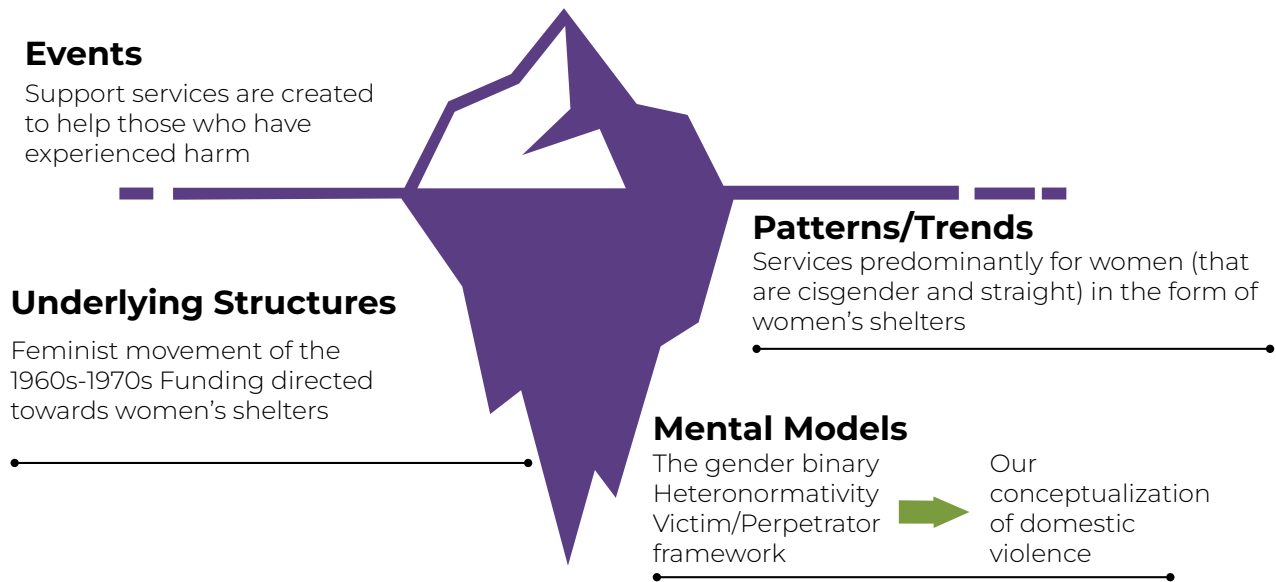 Events
Support services are created
to help those who have
experienced harm
Patterns/Trends
Services predominantly for women (that
are cisgender and straight) in the form of
women's shelters
Underlying Structures
Feminist movement of the
1960s-1970s Funding directed
towards women's shelters
Mental Models
The gender binary
Heteronormativity
Victim/Perpetrator
framework
Our
conceptualization
of domestic
violence